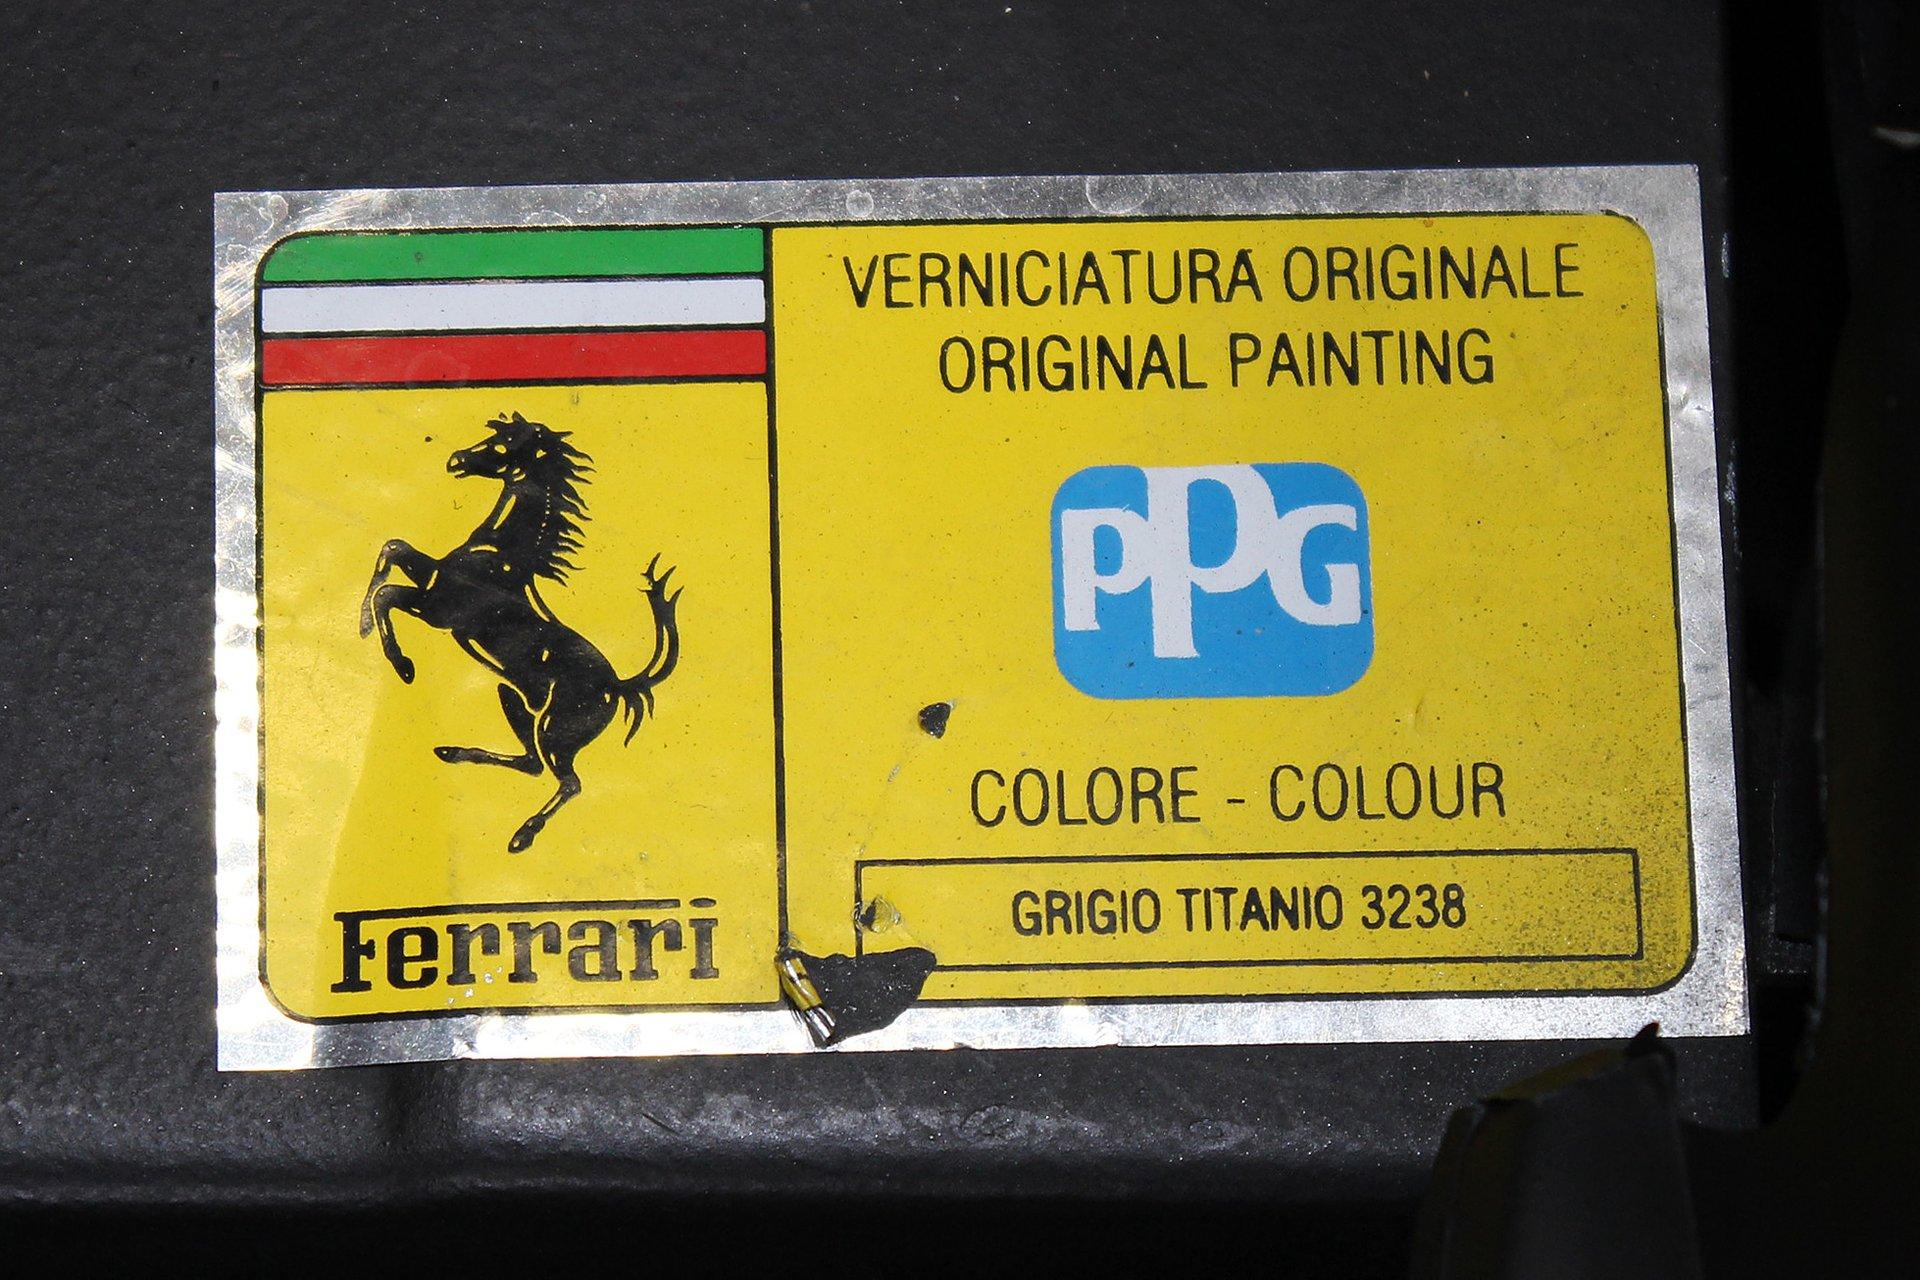 VERNICIATURA ORIGINALE
ORIGINAL PAINTING
PPG
COLORE - COLOUR
GRIGIO TITANIO 3238
Ferrari